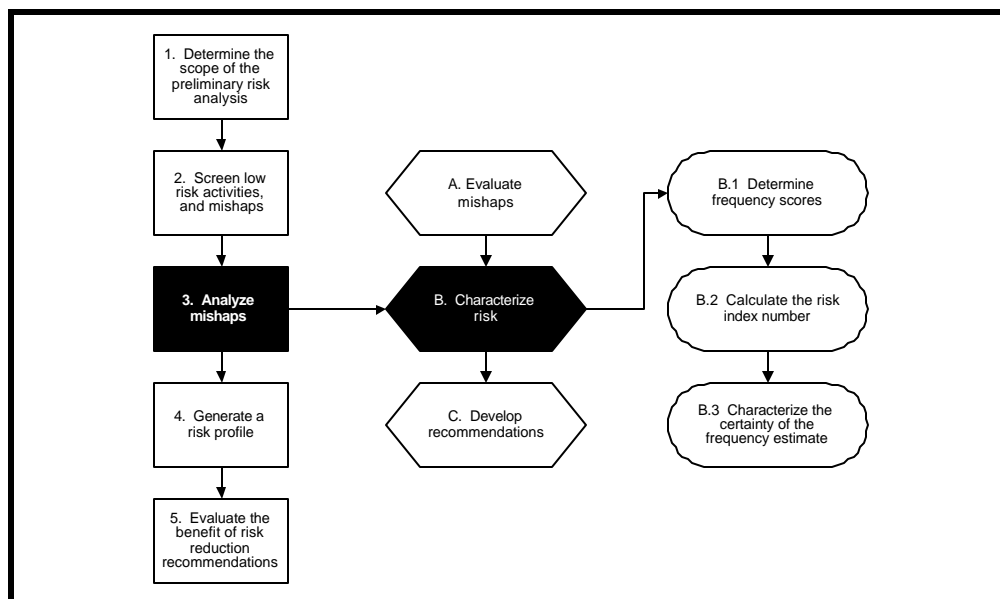 1. Determine the
scope of the
preliminary risk
analysis
2. Screen low
risk activities,
and mishaps
3. Analyze
mishaps
4. Generate a
risk profile
5. Evaluate the
benefit of risk
reduction
recommendations
A. Evaluate
mishaps
B. Characterize
risk
C. Develop
recommendations
B.1 Determine
frequency scores
B.2 Calculate the risk
index number
B.3 Characterize the
certainty of the
frequency estimate